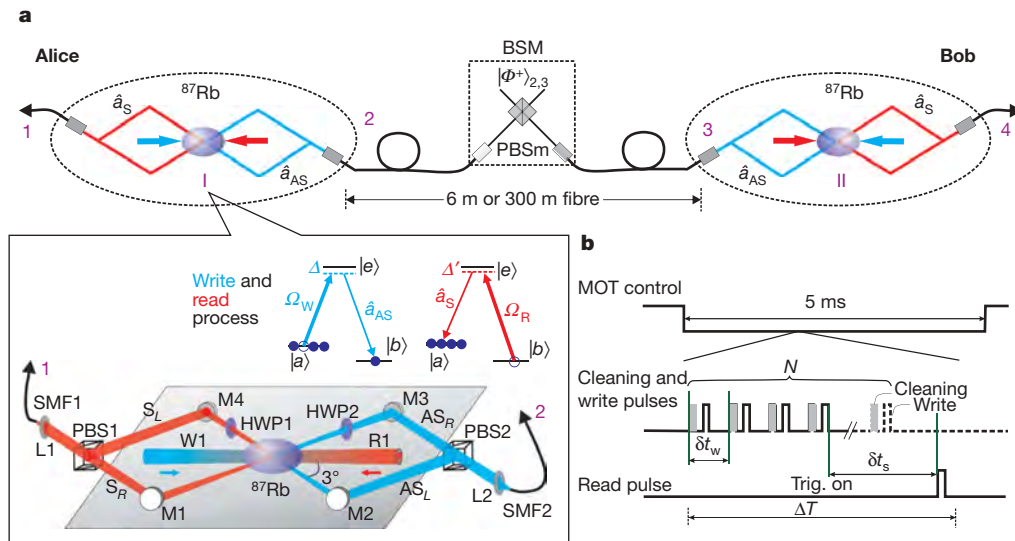 a
Alice
BSM
Bob
|Φ⁺⟩₂,₃
⁸⁷Rb
⁸⁷Rb
â_S
â_S
1
2
3
4
PBSm
â_AS
â_AS
I
II
6 m or 300 m fibre
b
MOT control
5 ms
Write and
read
process
Δ
|e⟩
Δ′
|e⟩
Ω_W
â_AS
â_S
Ω_R
|a⟩
|b⟩
|a⟩
|b⟩
N
Cleaning and
write pulses
Cleaning
Write
δt_w
δt_s
Read pulse
Trig. on
ΔT
1
SMF1
L1
PBS1
S_L
M4
HWP1
HWP2
M3
AS_R
PBS2
2
W1
R1
S_R
3°
⁸⁷Rb
AS_L
L2
M1
M2
SMF2